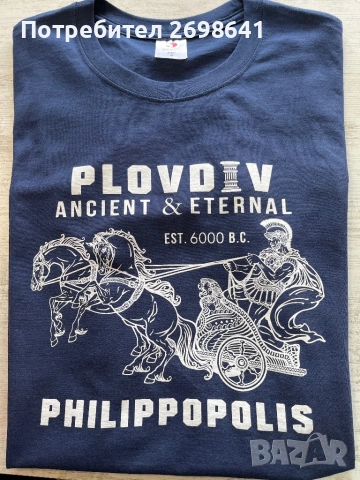 Потребител 2698641
PLOVDIV
ANCIENT & ETERNAL
EST. 6000 B.C.
PHILIPPOPOLIS
BAZAR